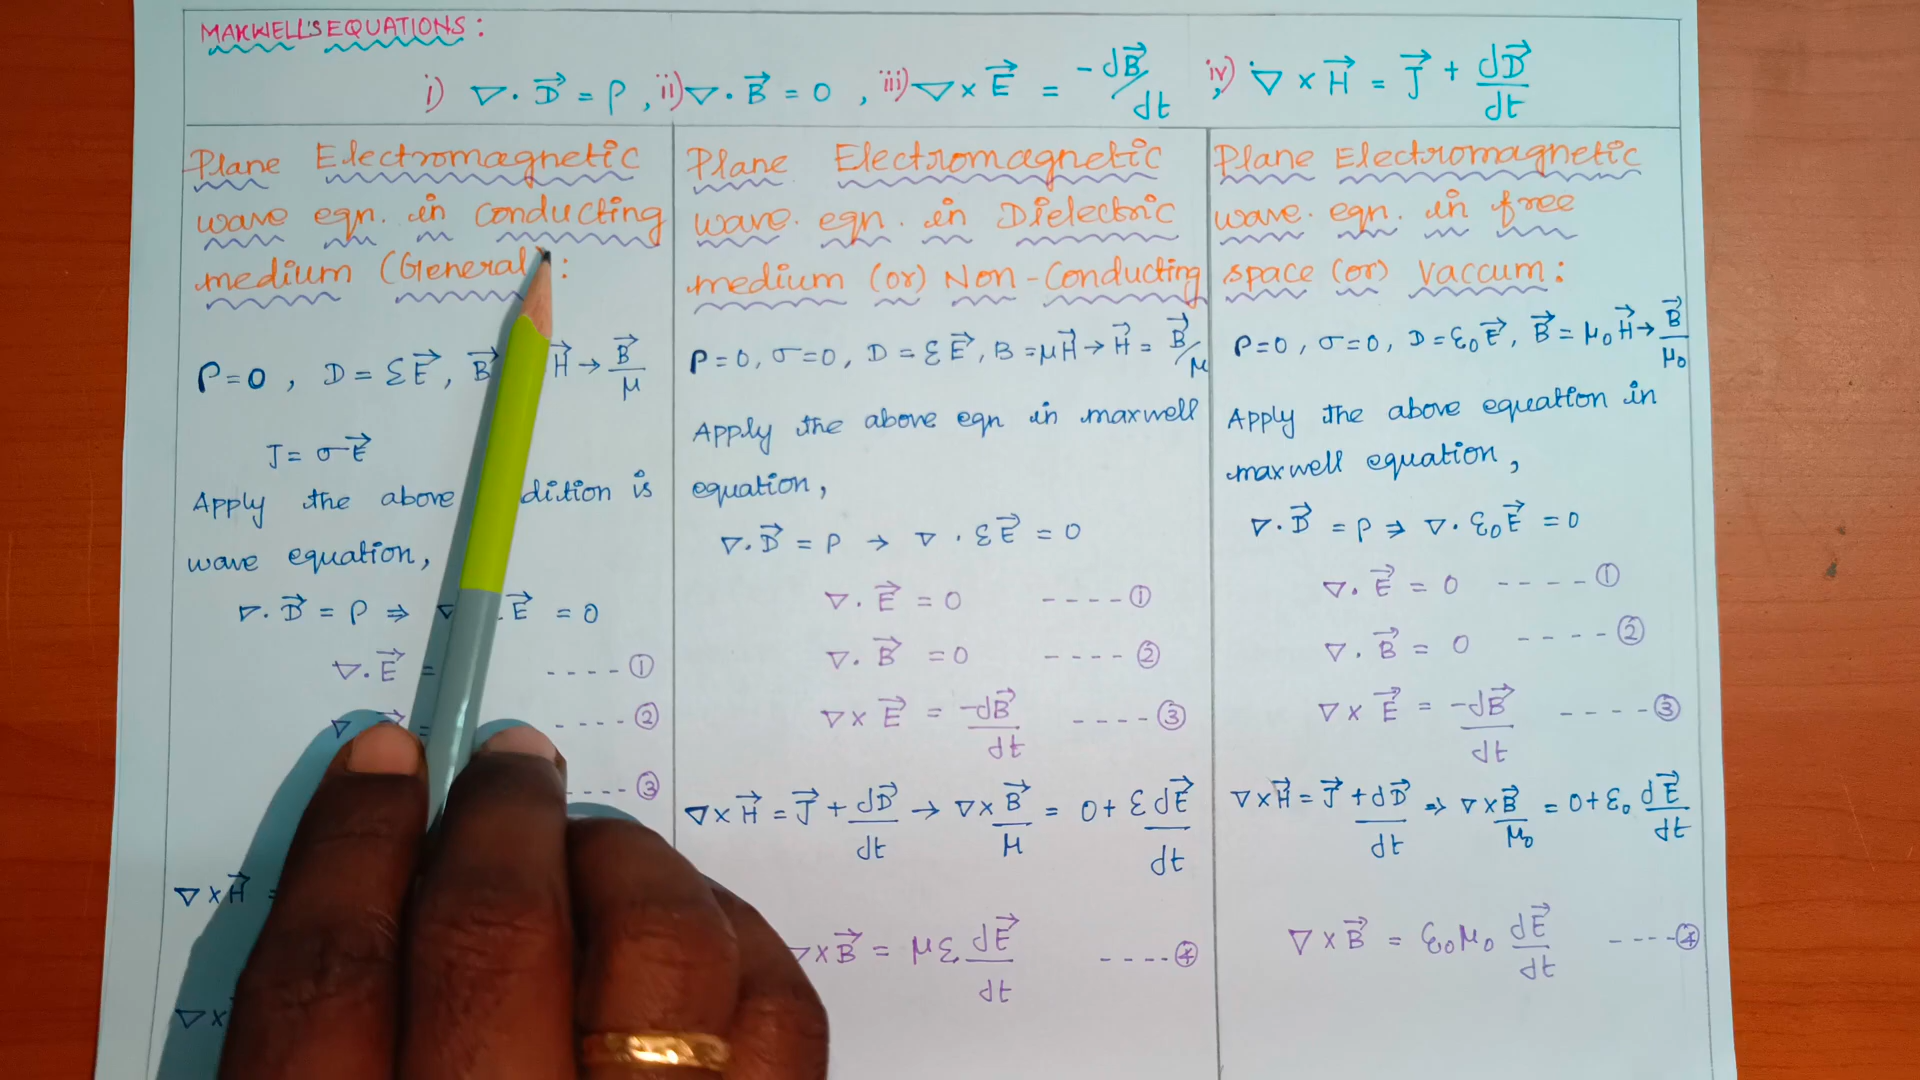 MAXWELL'S EQUATIONS :
i) ∇ · D⃗ = ρ , ii) ∇ · B⃗ = 0 , iii) ∇ × E⃗ = -dB⃗/dt , iv) ∇ × H⃗ = J⃗ + dD⃗/dt
Plane Electromagnetic
wave eqn. in conducting
medium (General) :
ρ = 0 , D = εE⃗ , B⃗ H⃗ → B⃗/μ
J = σE⃗
Apply the above is
wave equation,
∇ · D⃗ = ρ ⇒ E⃗ = 0
∇ · E⃗ = ----①
----②
----③
∇ × H⃗ =
∇ ×
Plane Electromagnetic
wave. eqn. in Dielectric
medium (or) Non - Conducting
ρ = 0 , σ = 0 , D = εE⃗ , B = μH⃗ → H⃗ = B⃗/μ
Apply the above eqn in maxwell
equation,
∇ · D⃗ = ρ → ∇ · εE⃗ = 0
∇ · E⃗ = 0 ----①
∇ · B⃗ = 0 ----②
∇ × E⃗ = -dB⃗/dt ----③
∇ × H⃗ = J⃗ + dD⃗/dt → ∇ × B⃗/μ = 0 + ε dE⃗/dt
∇ × B⃗ = με dE⃗/dt ----④
Plane Electromagnetic
wave. eqn. in free
space (or) Vaccum :
ρ = 0 , σ = 0 , D = ε₀E⃗ , B⃗ = μ₀H⃗ → B⃗/μ₀
Apply the above equation in
maxwell equation,
∇ · D⃗ = ρ ⇒ ∇ · ε₀E⃗ = 0
∇ · E⃗ = 0 ----①
∇ · B⃗ = 0 ----②
∇ × E⃗ = -dB⃗/dt ----③
∇ × H⃗ = J⃗ + dD⃗/dt ⇒ ∇ × B⃗/μ₀ = 0 + ε₀ dE⃗/dt
∇ × B⃗ = ε₀μ₀ dE⃗/dt ----④